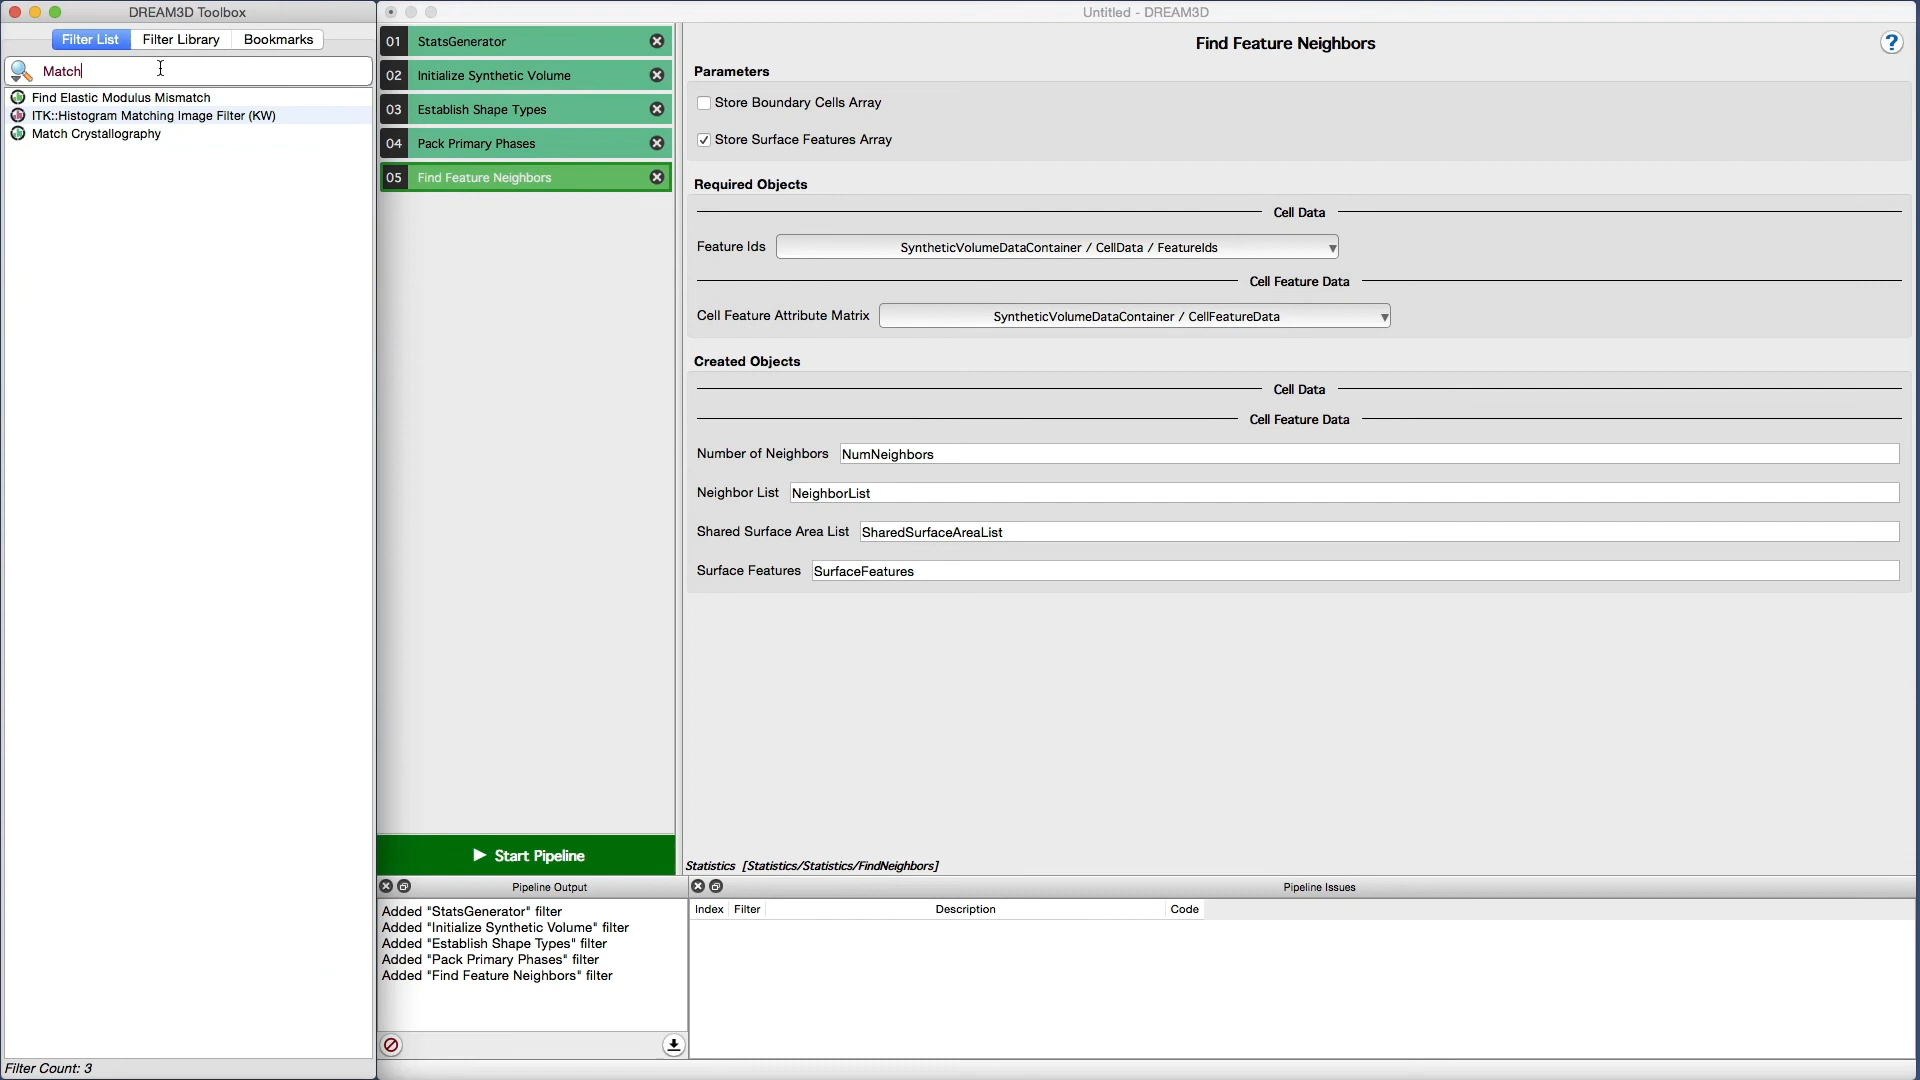 DREAM3D Toolbox
Filter List
Filter Library
Bookmarks
Match
Find Elastic Modulus Mismatch
ITK::Histogram Matching Image Filter (KW)
Match Crystallography
Filter Count: 3
Untitled - DREAM3D
01 StatsGenerator
02 Initialize Synthetic Volume
03 Establish Shape Types
04 Pack Primary Phases
05 Find Feature Neighbors
Start Pipeline
Find Feature Neighbors
?
Parameters
Store Boundary Cells Array
Store Surface Features Array
Required Objects
Cell Data
Feature Ids SyntheticVolumeDataContainer / CellData / FeatureIds
Cell Feature Data
Cell Feature Attribute Matrix SyntheticVolumeDataContainer / CellFeatureData
Created Objects
Cell Data
Cell Feature Data
Number of Neighbors NumNeighbors
Neighbor List NeighborList
Shared Surface Area List SharedSurfaceAreaList
Surface Features SurfaceFeatures
Statistics [Statistics/Statistics/FindNeighbors]
Pipeline Output
Added "StatsGenerator" filter
Added "Initialize Synthetic Volume" filter
Added "Establish Shape Types" filter
Added "Pack Primary Phases" filter
Added "Find Feature Neighbors" filter
Pipeline Issues
Index Filter Description Code